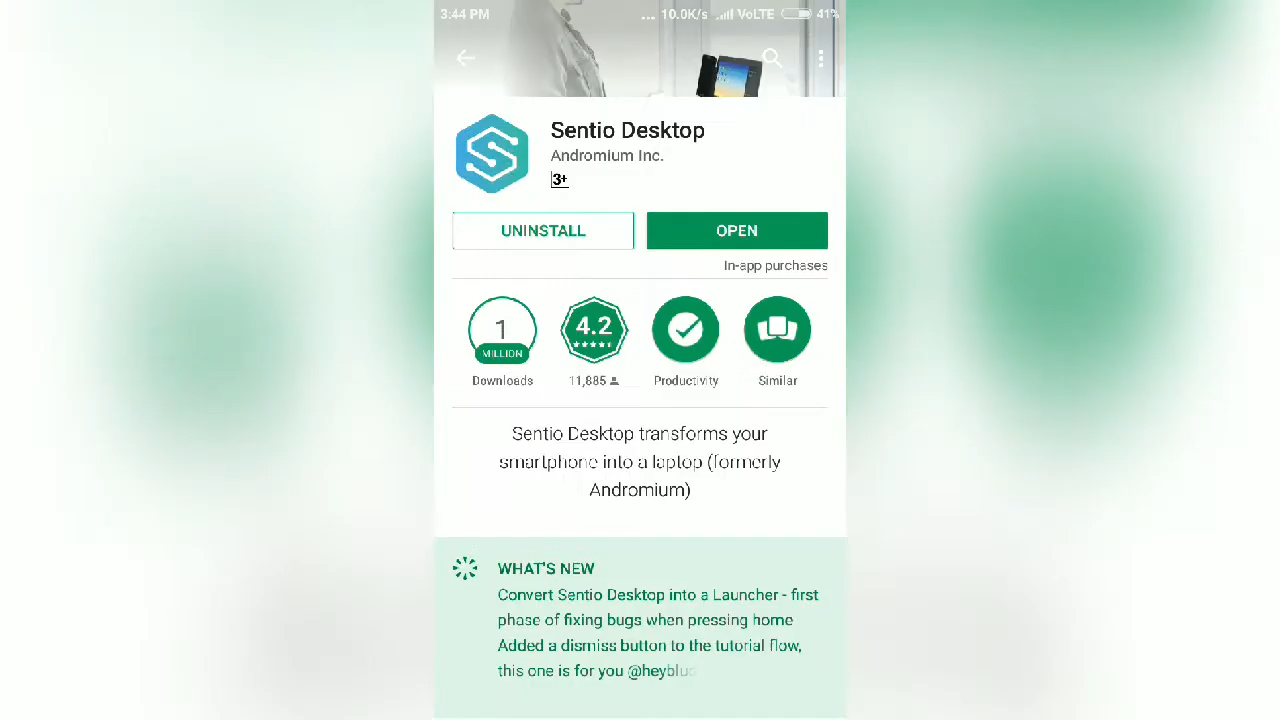 3:44 PM
... 10.0K/s VoLTE 41%
Sentio Desktop
Andromium Inc.
3+
UNINSTALL
OPEN
In-app purchases
1
MILLION
4.2
Downloads
11,885
Productivity
Similar
Sentio Desktop transforms your
smartphone into a laptop (formerly
Andromium)
WHAT'S NEW
Convert Sentio Desktop into a Launcher - first
phase of fixing bugs when pressing home
Added a dismiss button to the tutorial flow,
this one is for you